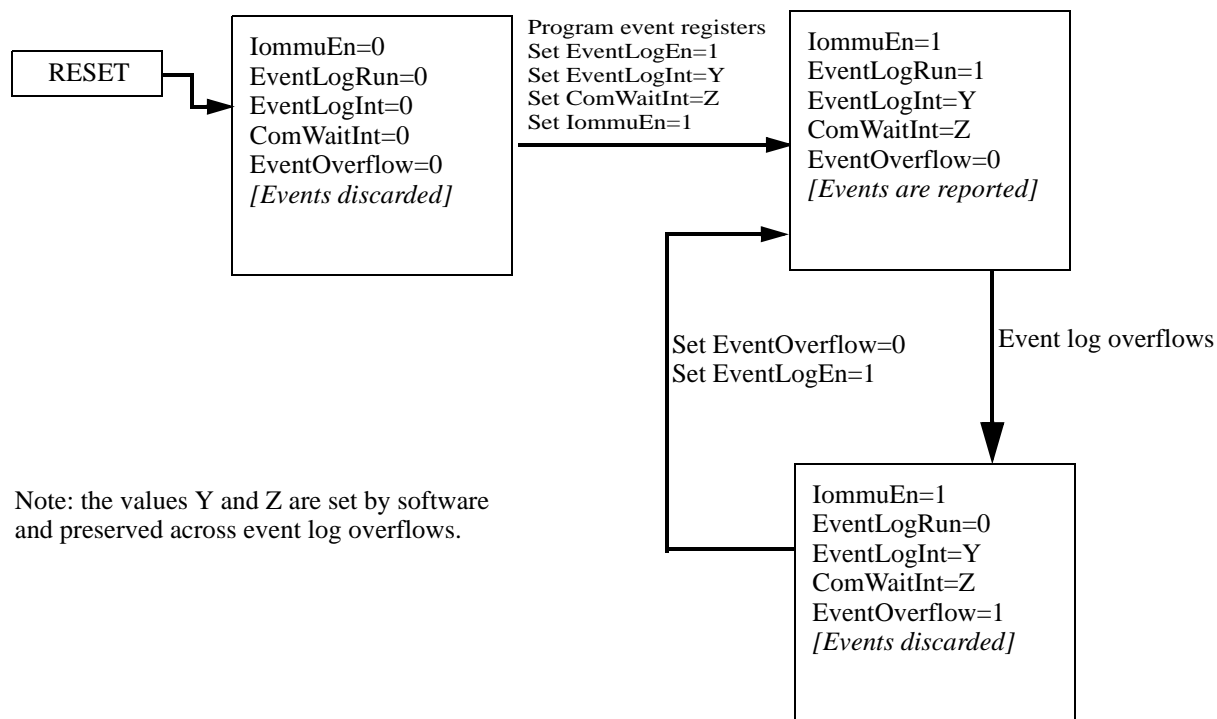 RESET
IommuEn=0
EventLogRun=0
EventLogInt=0
ComWaitInt=0
EventOverflow=0
[Events discarded]
Program event registers
Set EventLogEn=1
Set EventLogInt=Y
Set ComWaitInt=Z
Set IommuEn=1
IommuEn=1
EventLogRun=1
EventLogInt=Y
ComWaitInt=Z
EventOverflow=0
[Events are reported]
Set EventOverflow=0
Set EventLogEn=1
Event log overflows
Note: the values Y and Z are set by software
and preserved across event log overflows.
IommuEn=1
EventLogRun=0
EventLogInt=Y
ComWaitInt=Z
EventOverflow=1
[Events discarded]